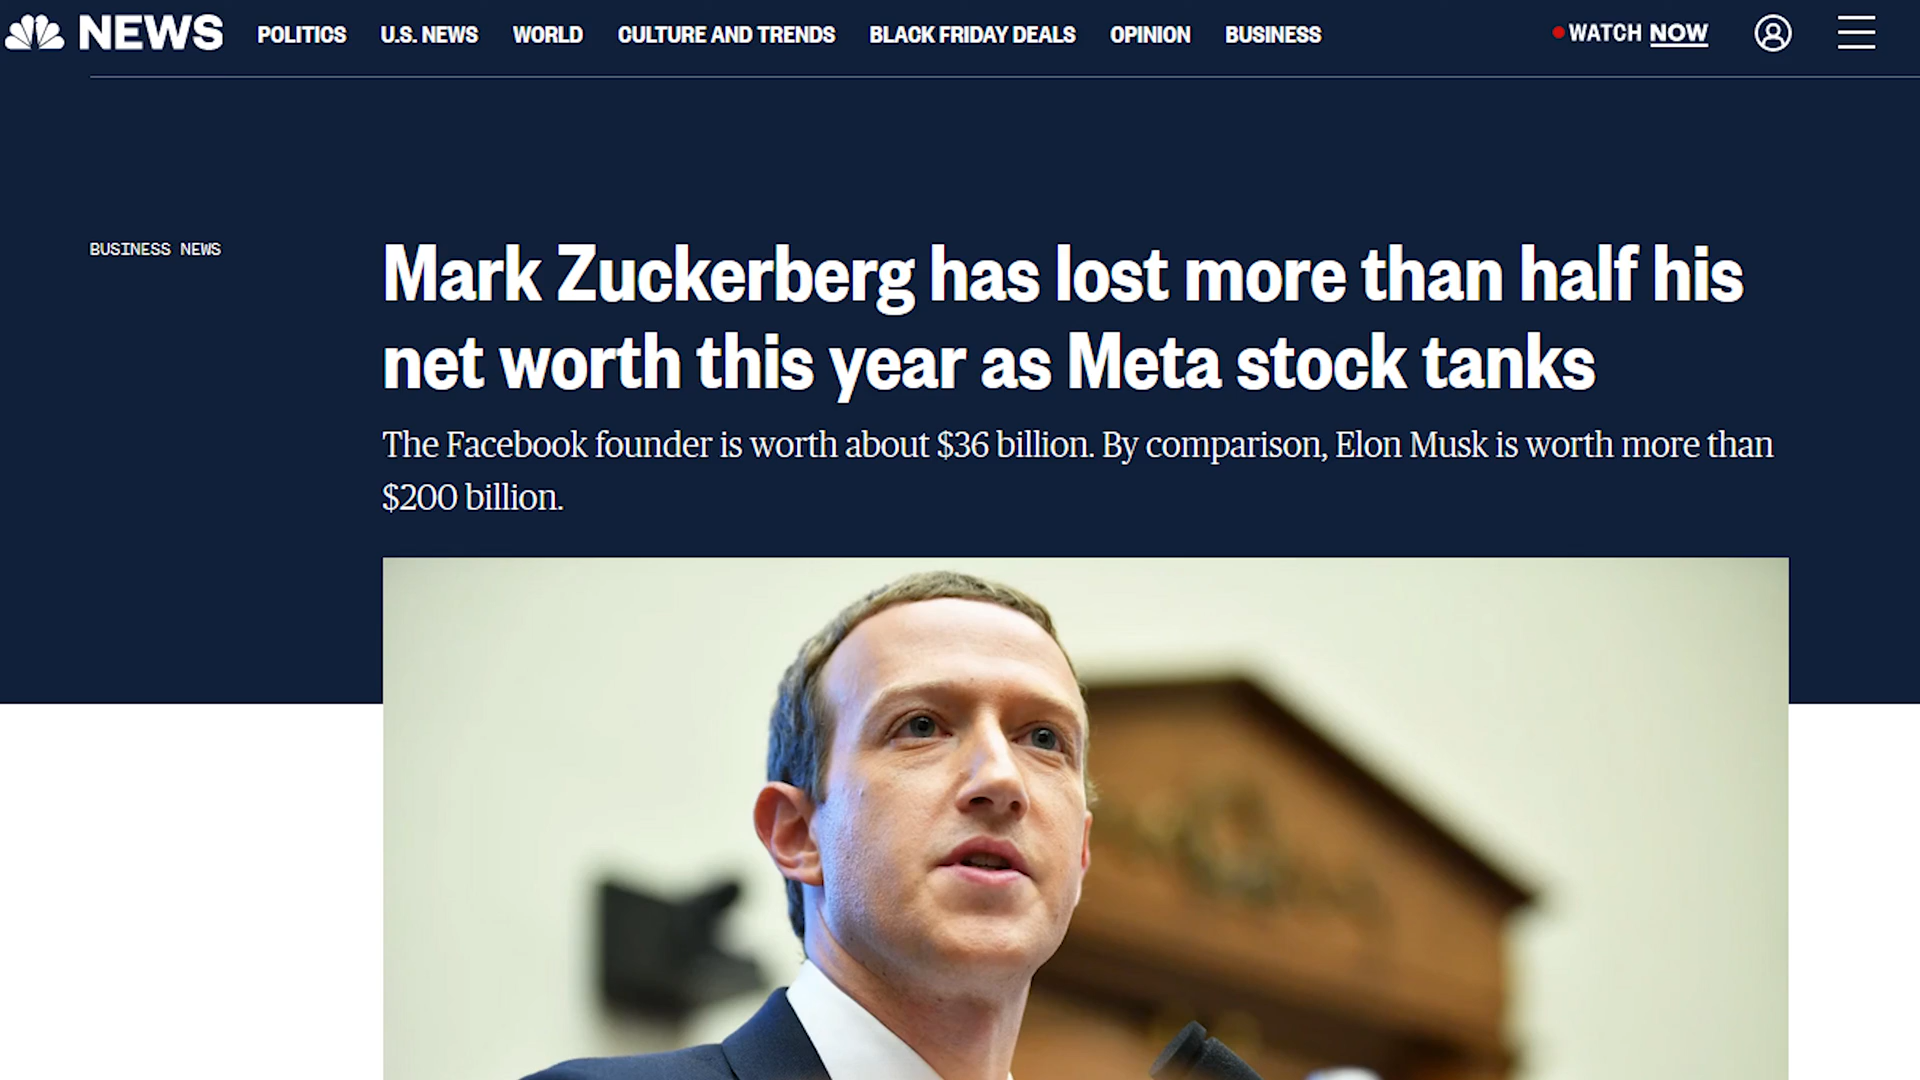 NEWS POLITICS U.S. NEWS WORLD CULTURE AND TRENDS BLACK FRIDAY DEALS OPINION BUSINESS WATCH NOW
BUSINESS NEWS
Mark Zuckerberg has lost more than half his
net worth this year as Meta stock tanks
The Facebook founder is worth about $36 billion. By comparison, Elon Musk is worth more than
$200 billion.